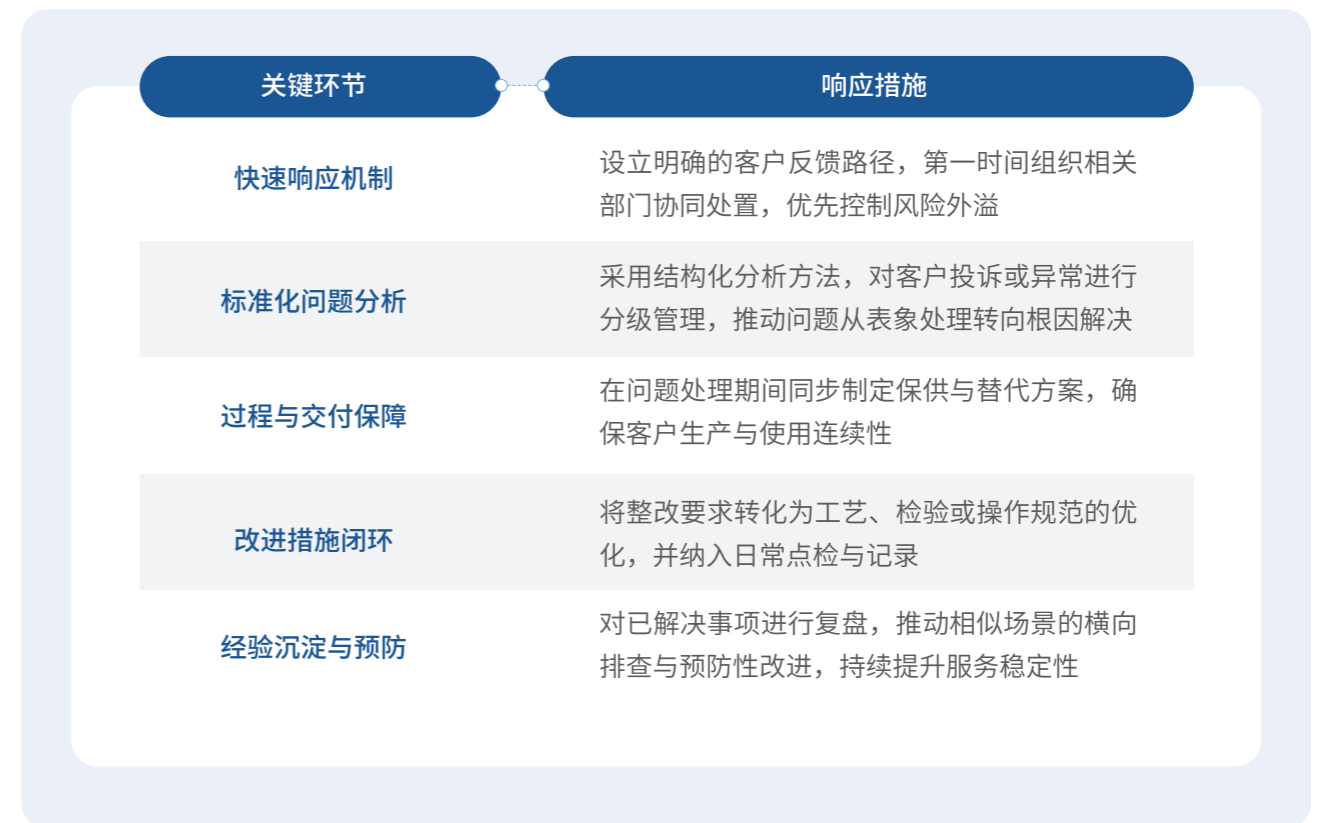 关键环节
响应措施
快速响应机制
设立明确的客户反馈路径，第一时间组织相关
部门协同处置，优先控制风险外溢
标准化问题分析
采用结构化分析方法，对客户投诉或异常进行
分级管理，推动问题从表象处理转向根因解决
过程与交付保障
在问题处理期间同步制定保供与替代方案，确
保客户生产与使用连续性
改进措施闭环
将整改要求转化为工艺、检验或操作规范的优
化，并纳入日常点检与记录
经验沉淀与预防
对已解决事项进行复盘，推动相似场景的横向
排查与预防性改进，持续提升服务稳定性